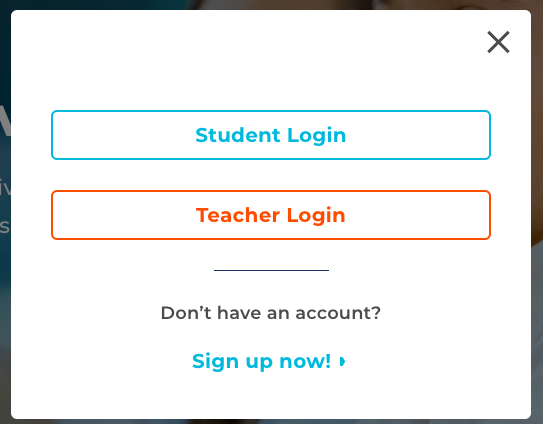 Student Login
Teacher Login
Don’t have an account?
Sign up now!